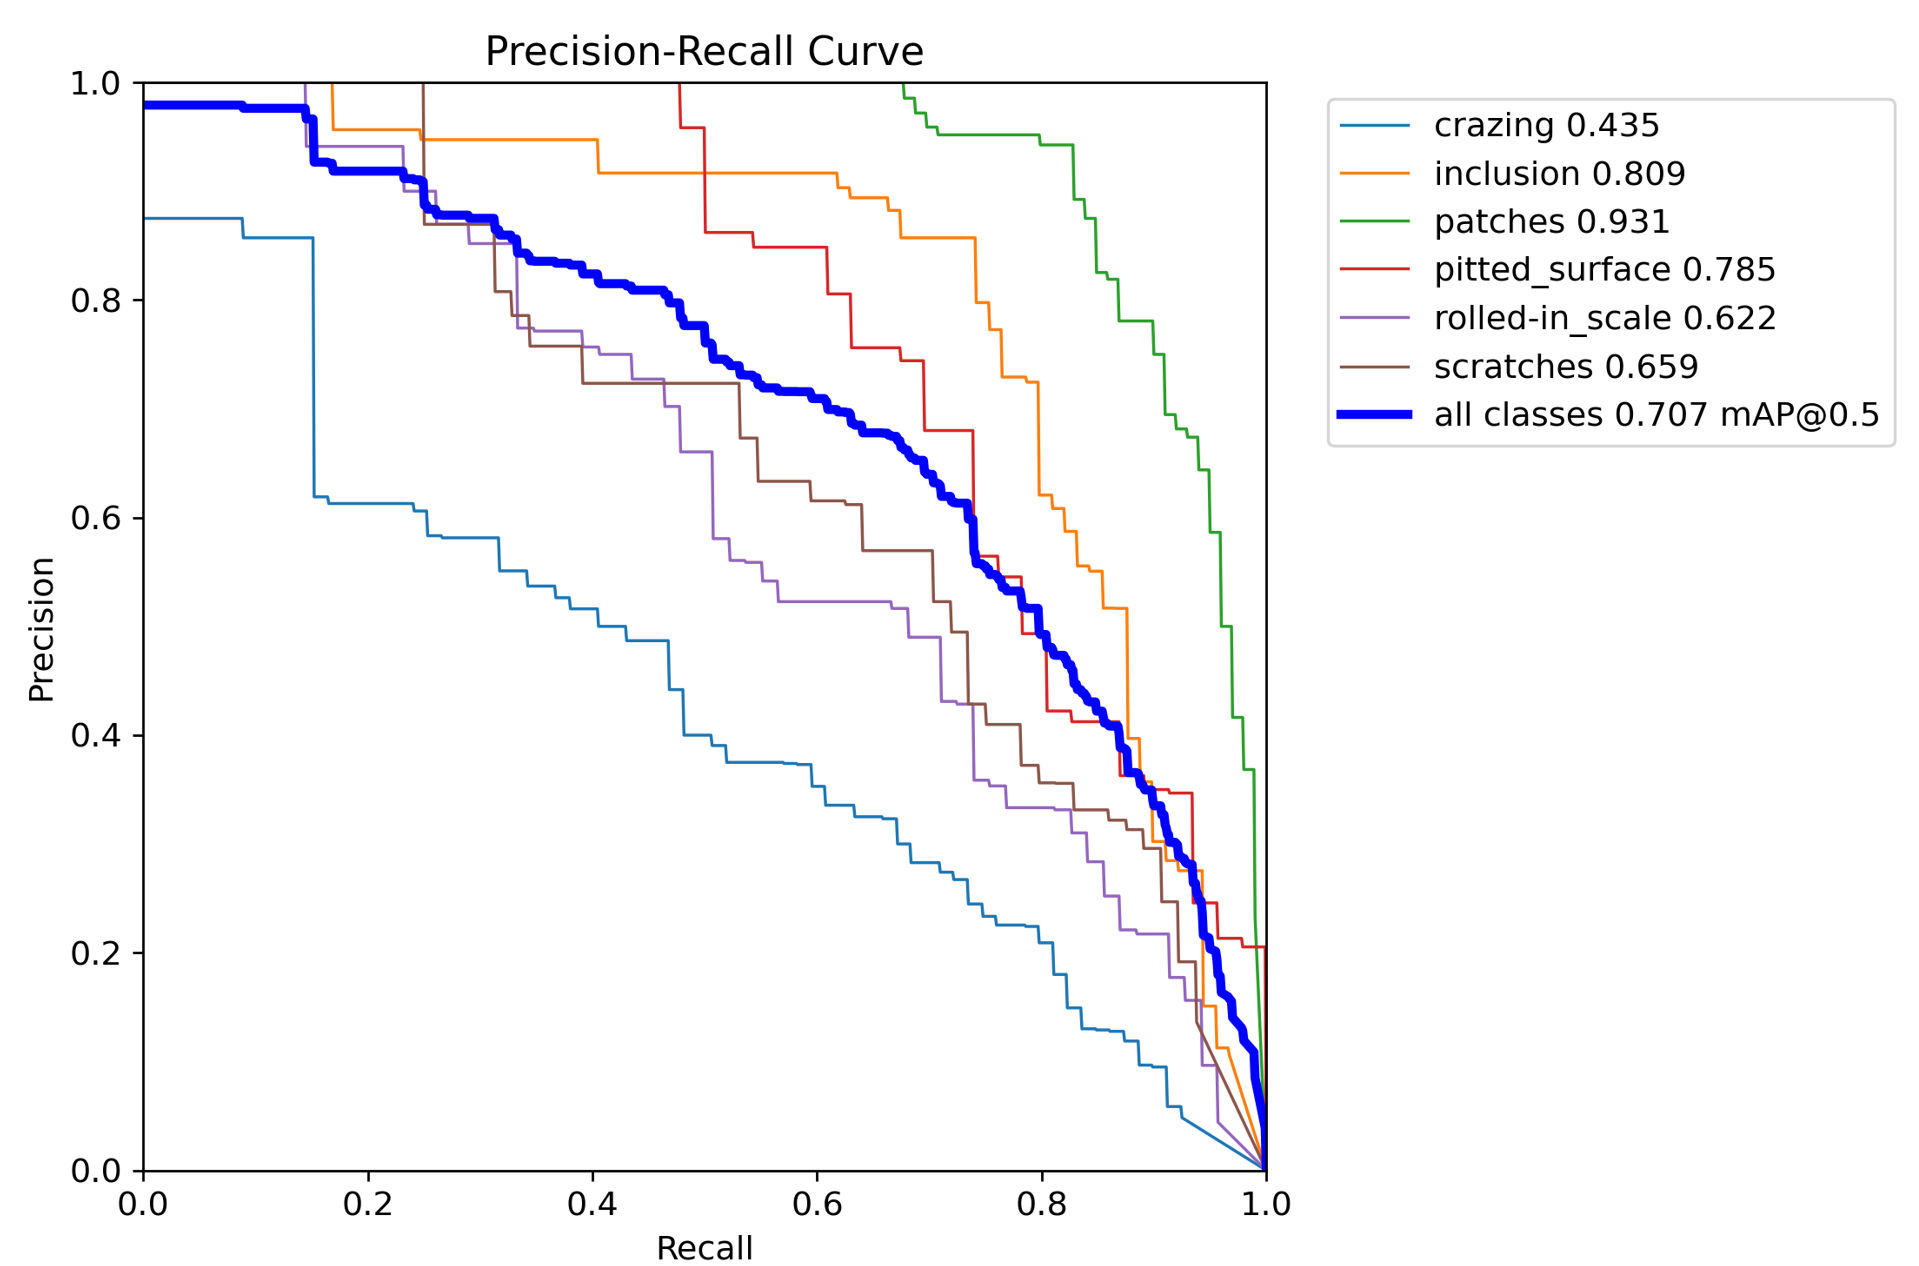 Precision-Recall Curve
1.0
0.8
0.6
0.4
0.2
0.0
Precision
0.0 0.2 0.4 0.6 0.8 1.0
Recall
crazing 0.435
inclusion 0.809
patches 0.931
pitted_surface 0.785
rolled-in_scale 0.622
scratches 0.659
all classes 0.707 mAP@0.5